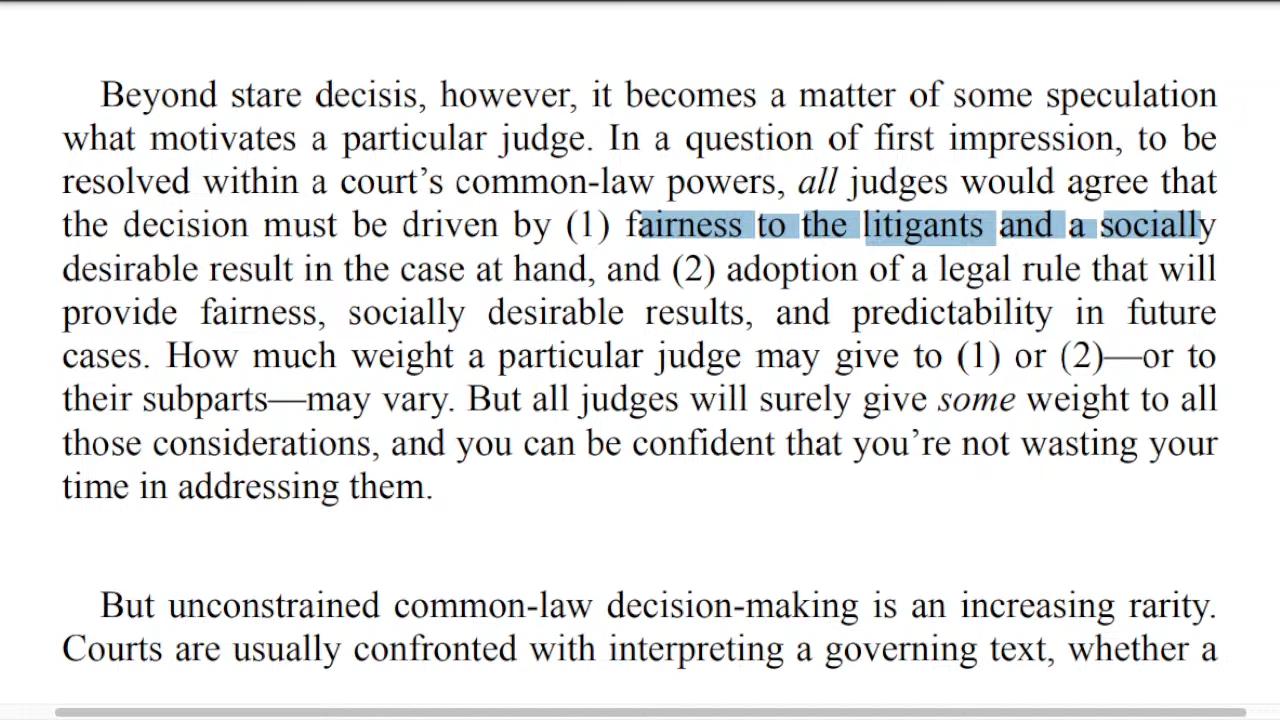 Beyond stare decisis, however, it becomes a matter of some speculation
what motivates a particular judge. In a question of first impression, to be
resolved within a court’s common-law powers, all judges would agree that
the decision must be driven by (1) fairness to the litigants and a socially
desirable result in the case at hand, and (2) adoption of a legal rule that will
provide fairness, socially desirable results, and predictability in future
cases. How much weight a particular judge may give to (1) or (2)—or to
their subparts—may vary. But all judges will surely give some weight to all
those considerations, and you can be confident that you’re not wasting your
time in addressing them.
But unconstrained common-law decision-making is an increasing rarity.
Courts are usually confronted with interpreting a governing text, whether a